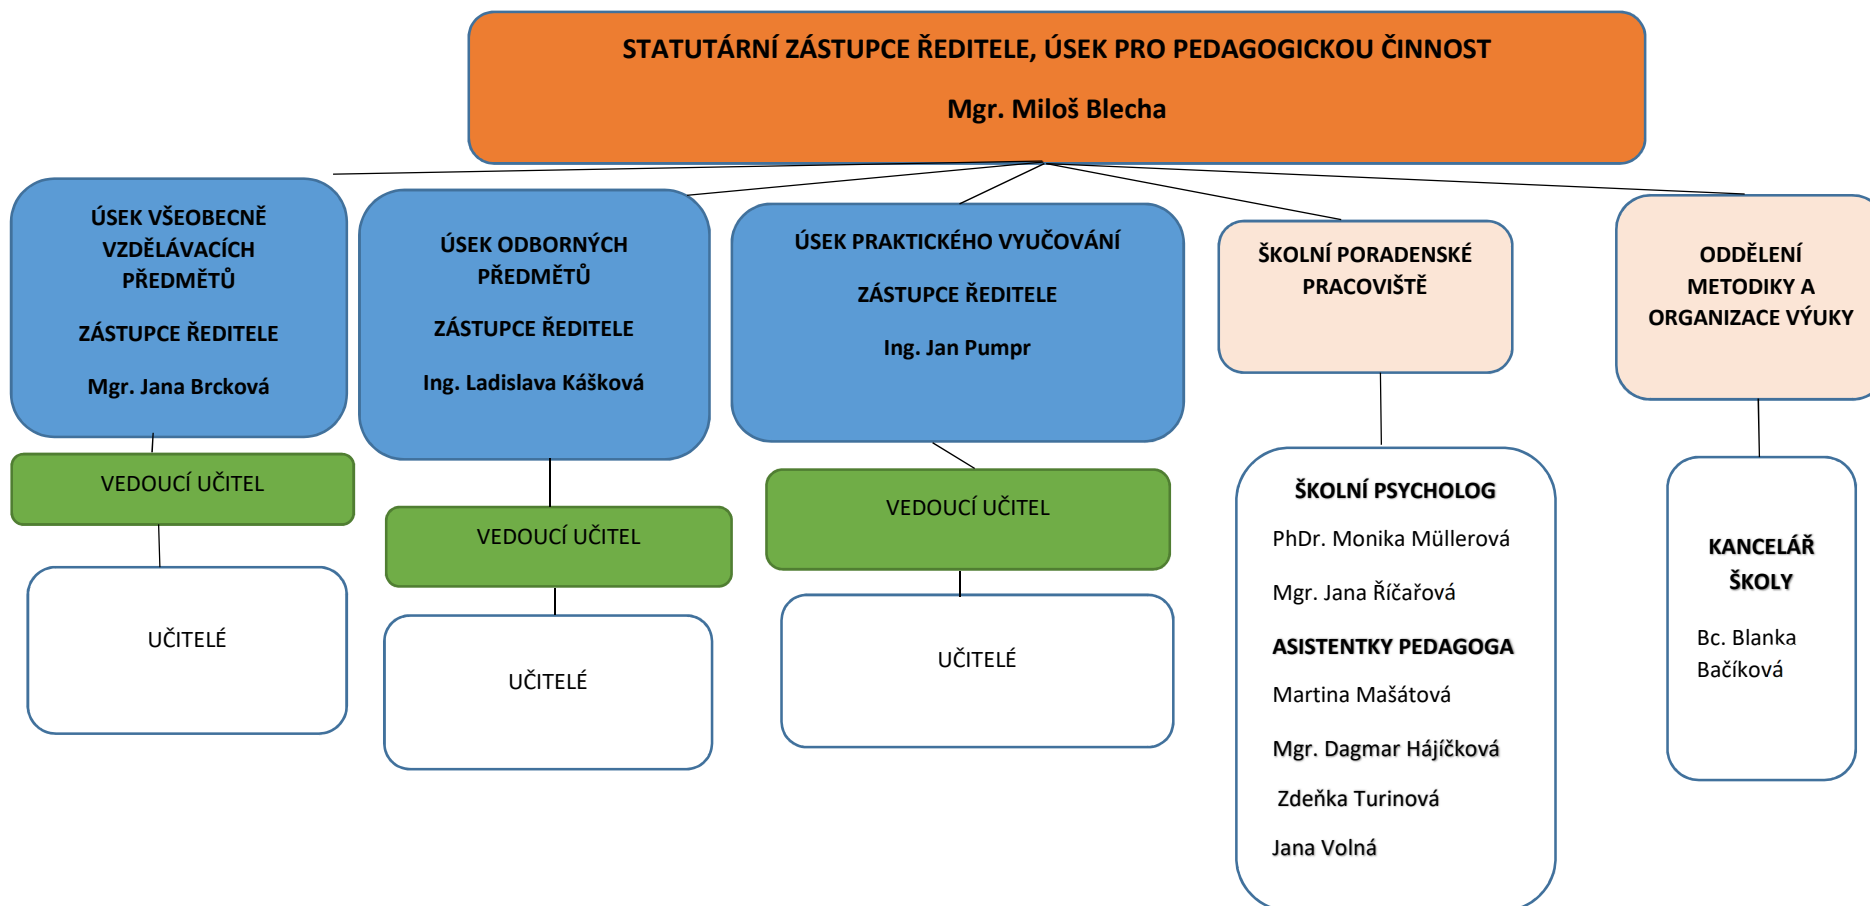 STATUTÁRNÍ ZÁSTUPCE ŘEDITELE, ÚSEK PRO PEDAGOGICKOU ČINNOST
Mgr. Miloš Blecha
ÚSEK VŠEOBECNĚ
VZDĚLÁVACÍCH
PŘEDMĚTŮ
ZÁSTUPCE ŘEDITELE
Mgr. Jana Brcková
ÚSEK ODBORNÝCH
PŘEDMĚTŮ
ZÁSTUPCE ŘEDITELE
Ing. Ladislava Kášková
ÚSEK PRAKTICKÉHO VYUČOVÁNÍ
ZÁSTUPCE ŘEDITELE
Ing. Jan Pumpr
ŠKOLNÍ PORADENSKÉ
PRACOVIŠTĚ
ODDĚLENÍ
METODIKY A
ORGANIZACE VÝUKY
VEDOUCÍ UČITEL
VEDOUCÍ UČITEL
VEDOUCÍ UČITEL
UČITELÉ
UČITELÉ
UČITELÉ
ŠKOLNÍ PSYCHOLOG
PhDr. Monika Müllerová
Mgr. Jana Říčařová
ASISTENTKY PEDAGOGA
Martina Mašátová
Mgr. Dagmar Hájíčková
Zdeňka Turinová
Jana Volná
KANCELÁŘ
ŠKOLY
Bc. Blanka
Bačíková